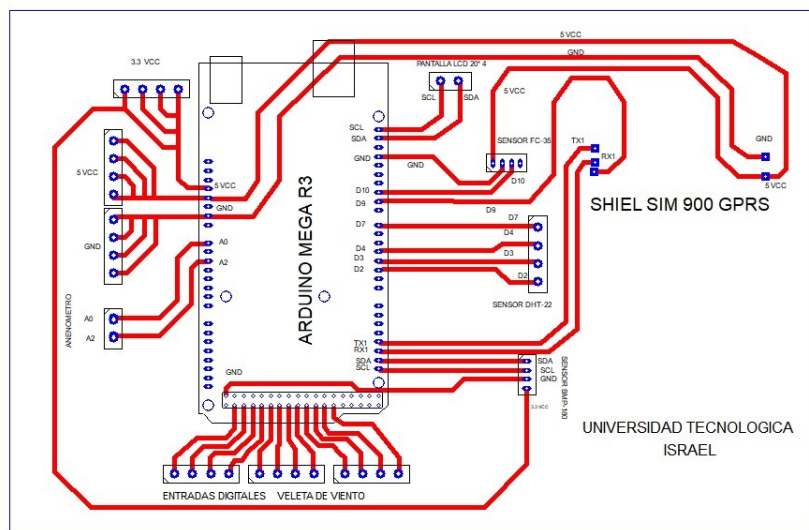 5 VCC
GND
3.3 VCC
PANTALLA LCD 20* 4
SCL
SDA
5 VCC
SCL
SDA
SENSOR FC-35
TX1
GND
GND
GND
RX1
5 VCC
5 VCC
D10
D10
5 VCC
D9
D9
SHIEL SIM 900 GPRS
GND
D7
D7
GND
A0
D4
D4
A2
D3
D3
D2
D2
ARDUINO MEGA R3
SENSOR DHT-22
ANENOMETRO
A0
A2
TX1
RX1
SDA
SDA
SCL
SCL
GND
GND
SENSOR BMP-180
3.3 VCC
UNIVERSIDAD TECNOLOGICA
ISRAEL
ENTRADAS DIGITALES
VELETA DE VIENTO